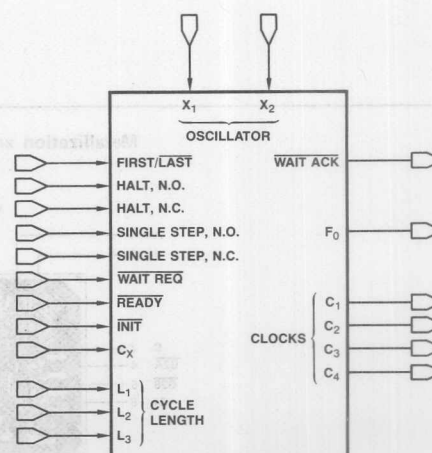 X₁ X₂
OSCILLATOR
FIRST/LAST
WAIT ACK
HALT, N.O.
HALT, N.C.
SINGLE STEP, N.O.
F₀
SINGLE STEP, N.C.
WAIT REQ
READY
INIT
C_X
CLOCKS
C₁
C₂
C₃
C₄
L₁
L₂
L₃
CYCLE
LENGTH